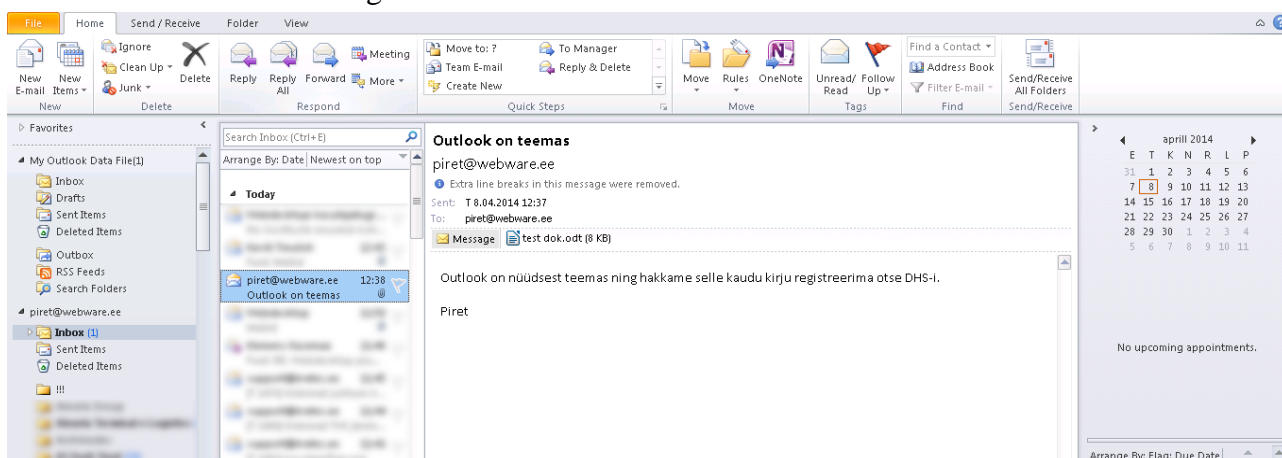 File Home Send / Receive Folder View
New E-mail
New Items
Ignore
Clean Up
Junk
Delete
Reply
Reply All
Forward
Meeting
More
Move to: ?
Team E-mail
Create New
To Manager
Reply & Delete
Move
Rules
OneNote
Unread/ Read
Follow Up
Find a Contact
Address Book
Filter E-mail
Send/Receive All Folders
New Delete Respond Quick Steps Move Tags Find Send/Receive
Favorites
My Outlook Data File(1)
Inbox
Drafts
Sent Items
Deleted Items
Outbox
RSS Feeds
Search Folders
piret@webware.ee
Inbox (1)
Sent Items
Deleted Items
!!!
Search Inbox (Ctrl+E)
Arrange By: Date Newest on top
Today
piret@webware.ee 12:38
Outlook on teemas
Outlook on teemas
piret@webware.ee
Extra line breaks in this message were removed.
Sent: T 8.04.2014 12:37
To: piret@webware.ee
Message test dok.odt (8 KB)
Outlook on nüüdsest teemas ning hakkame selle kaudu kirju registreerima otse DHS-i.
Piret
aprill 2014
E T K N R L P
31 1 2 3 4 5 6
7 8 9 10 11 12 13
14 15 16 17 18 19 20
21 22 23 24 25 26 27
28 29 30 1 2 3 4
5 6 7 8 9 10 11
No upcoming appointments.
Arrange By: Flag: Due Date